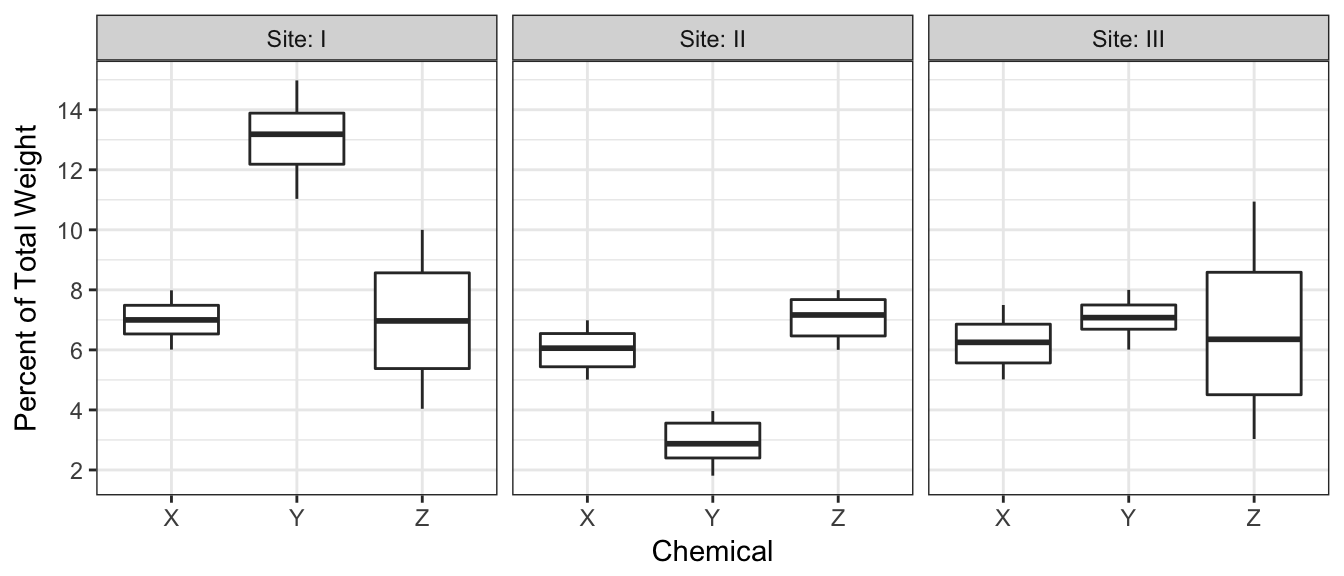 Site: I
Site: II
Site: III
Percent of Total Weight
14
12
10
8
6
4
2
X Y Z
X Y Z
X Y Z
Chemical